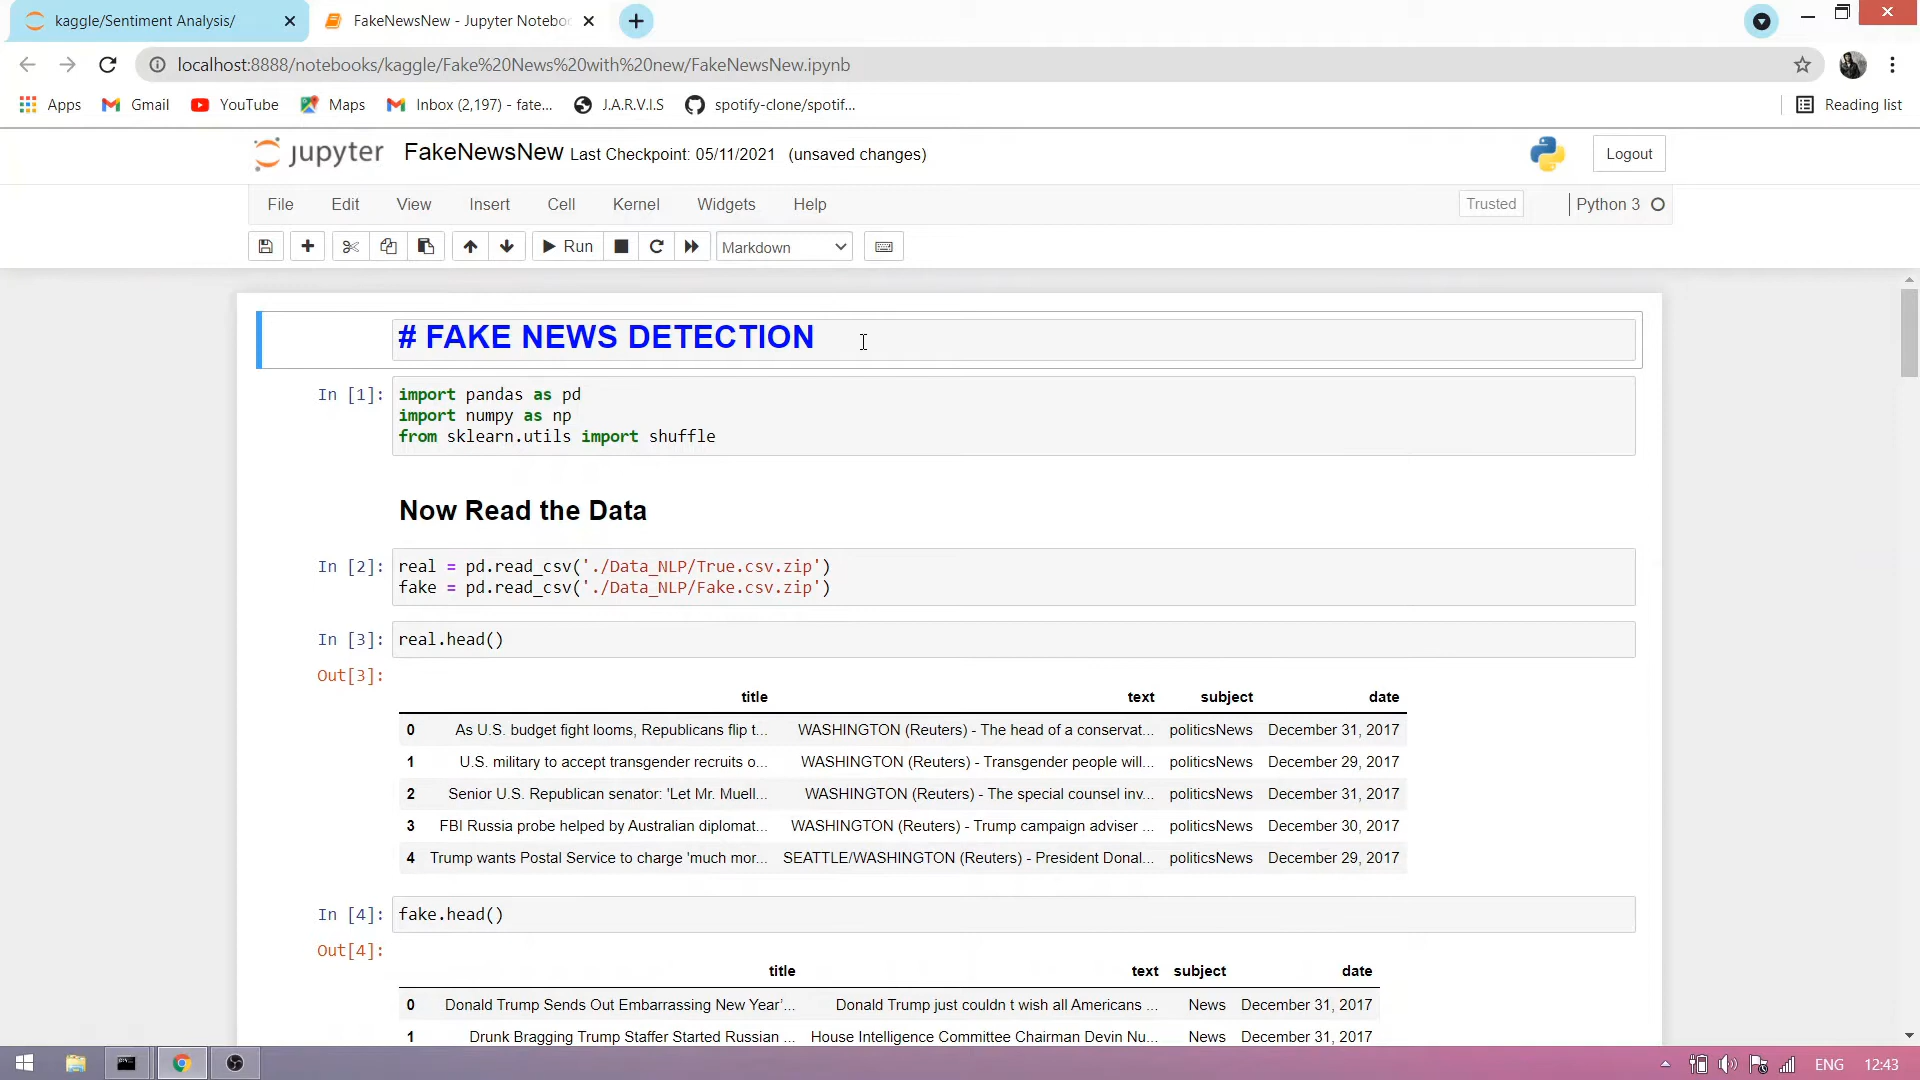 kaggle/Sentiment Analysis/
FakeNewsNew - Jupyter Notebo
localhost:8888/notebooks/kaggle/Fake%20News%20with%20new/FakeNewsNew.ipynb
Apps Gmail YouTube Maps Inbox (2,197) - fate... J.A.R.V.I.S spotify-clone/spotif... Reading list
jupyter FakeNewsNew Last Checkpoint: 05/11/2021 (unsaved changes) Logout
File Edit View Insert Cell Kernel Widgets Help Trusted Python 3
Run Markdown
# FAKE NEWS DETECTION
In [1]: import pandas as pd
import numpy as np
from sklearn.utils import shuffle
Now Read the Data
In [2]: real = pd.read_csv('./Data_NLP/True.csv.zip')
fake = pd.read_csv('./Data_NLP/Fake.csv.zip')
In [3]: real.head()
Out[3]:
title text subject date
0 As U.S. budget fight looms, Republicans flip t... WASHINGTON (Reuters) - The head of a conservat... politicsNews December 31, 2017
1 U.S. military to accept transgender recruits o... WASHINGTON (Reuters) - Transgender people will... politicsNews December 29, 2017
2 Senior U.S. Republican senator: 'Let Mr. Muell... WASHINGTON (Reuters) - The special counsel inv... politicsNews December 31, 2017
3 FBI Russia probe helped by Australian diplomat... WASHINGTON (Reuters) - Trump campaign adviser ... politicsNews December 30, 2017
4 Trump wants Postal Service to charge 'much mor... SEATTLE/WASHINGTON (Reuters) - President Donal... politicsNews December 29, 2017
In [4]: fake.head()
Out[4]:
title text subject date
0 Donald Trump Sends Out Embarrassing New Year'... Donald Trump just couldn t wish all Americans ... News December 31, 2017
1 Drunk Bragging Trump Staffer Started Russian ... House Intelligence Committee Chairman Devin Nu... News December 31, 2017
ENG 12:43